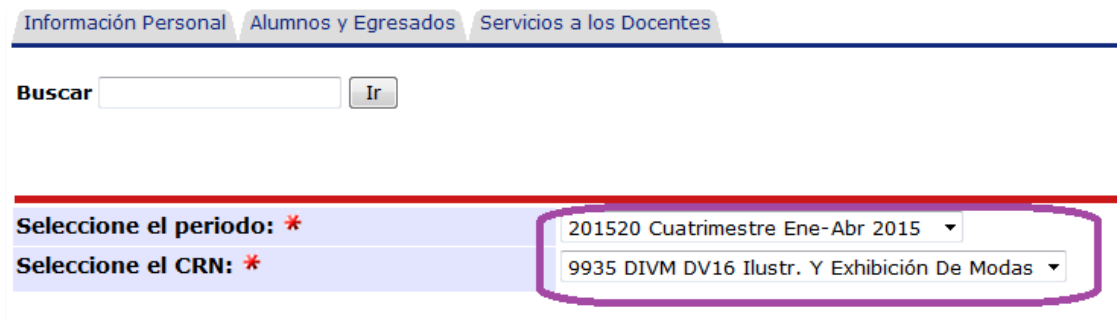 Información Personal Alumnos y Egresados Servicios a los Docentes
Buscar Ir
Seleccione el periodo: * 201520 Cuatrimestre Ene-Abr 2015
Seleccione el CRN: * 9935 DIVM DV16 Ilustr. Y Exhibición De Modas